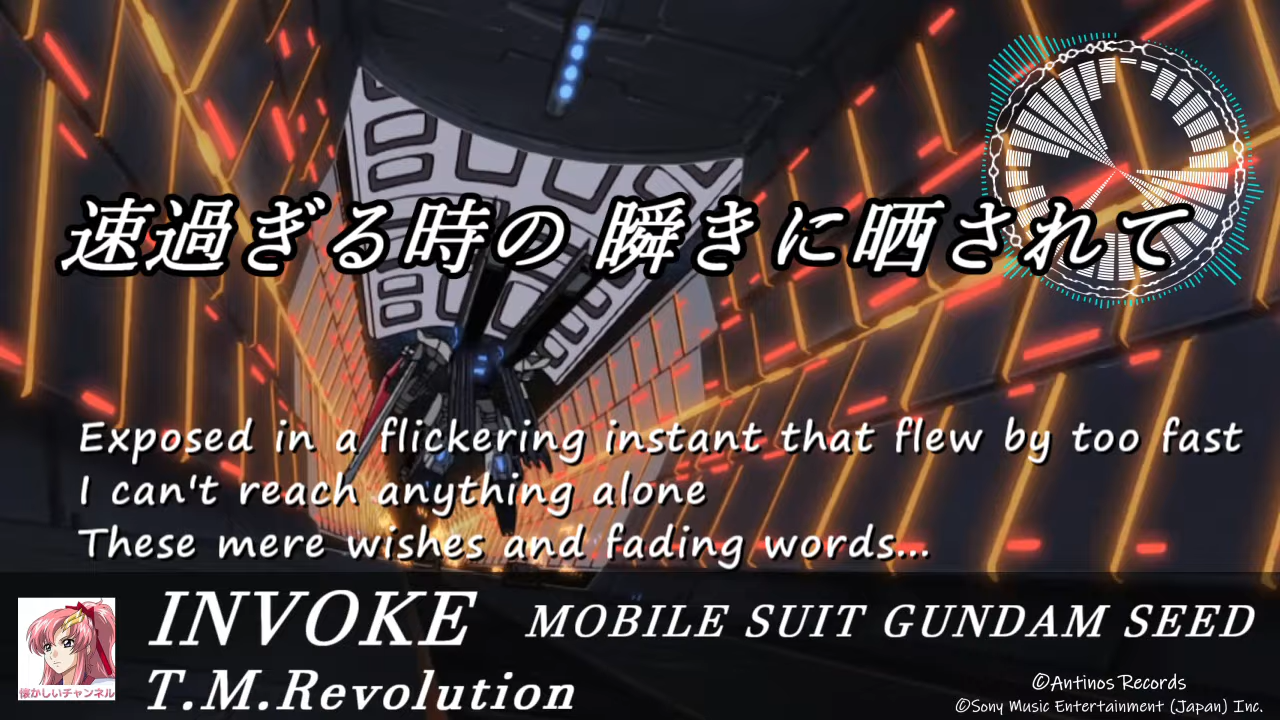 速過ぎる時の 瞬きに晒されて
Exposed in a flickering instant that flew by too fast
I can't reach anything alone
These mere wishes and fading words...
INVOKE MOBILE SUIT GUNDAM SEED
T.M.Revolution
懐かしいチャンネル
©Antinos Records
©Sony Music Entertainment (Japan) Inc.